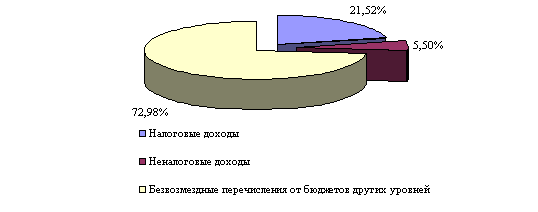 21,52%
5,50%
72,98%
Налоговые доходы
Неналоговые доходы
Безвозмездные перечисления от бюджетов других уровней